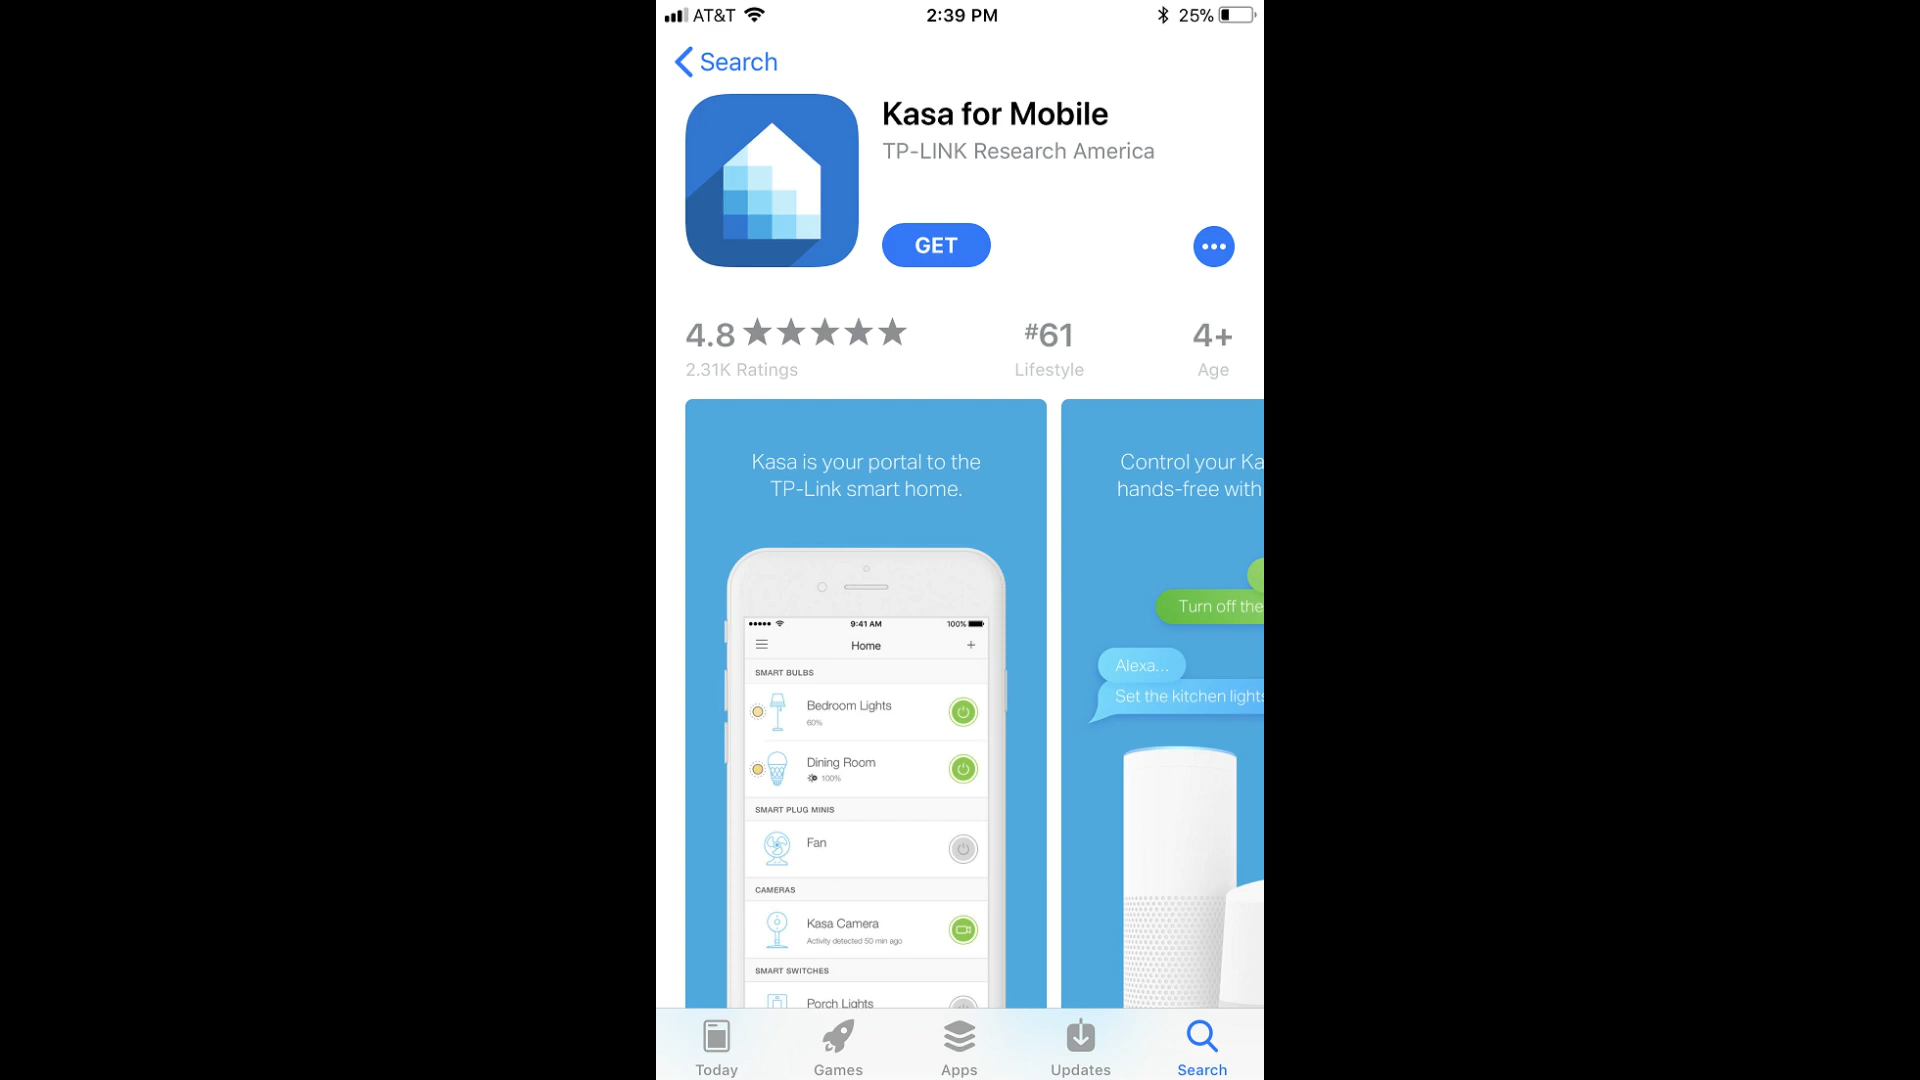 AT&T 2:39 PM 25%
Search
Kasa for Mobile
TP-LINK Research America
GET
4.8 #61 4+
2.31K Ratings Lifestyle Age
Kasa is your portal to the
TP-Link smart home.
Control your Ka
hands-free with
9:41 AM 100%
Home
SMART BULBS
Bedroom Lights
60%
Dining Room
100%
SMART PLUG MINIS
Fan
CAMERAS
Kasa Camera
Activity detected 50 min ago
SMART SWITCHES
Porch Lights
Turn off the
Alexa...
Set the kitchen lights
Today Games Apps Updates Search